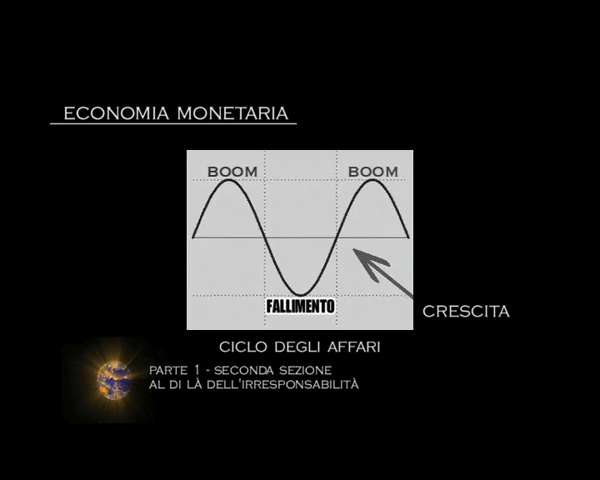 ECONOMIA MONETARIA
BOOM BOOM
FALLIMENTO
CRESCITA
CICLO DEGLI AFFARI
PARTE 1 - SECONDA SEZIONE
AL DI LÀ DELL'IRRESPONSABILITÀ